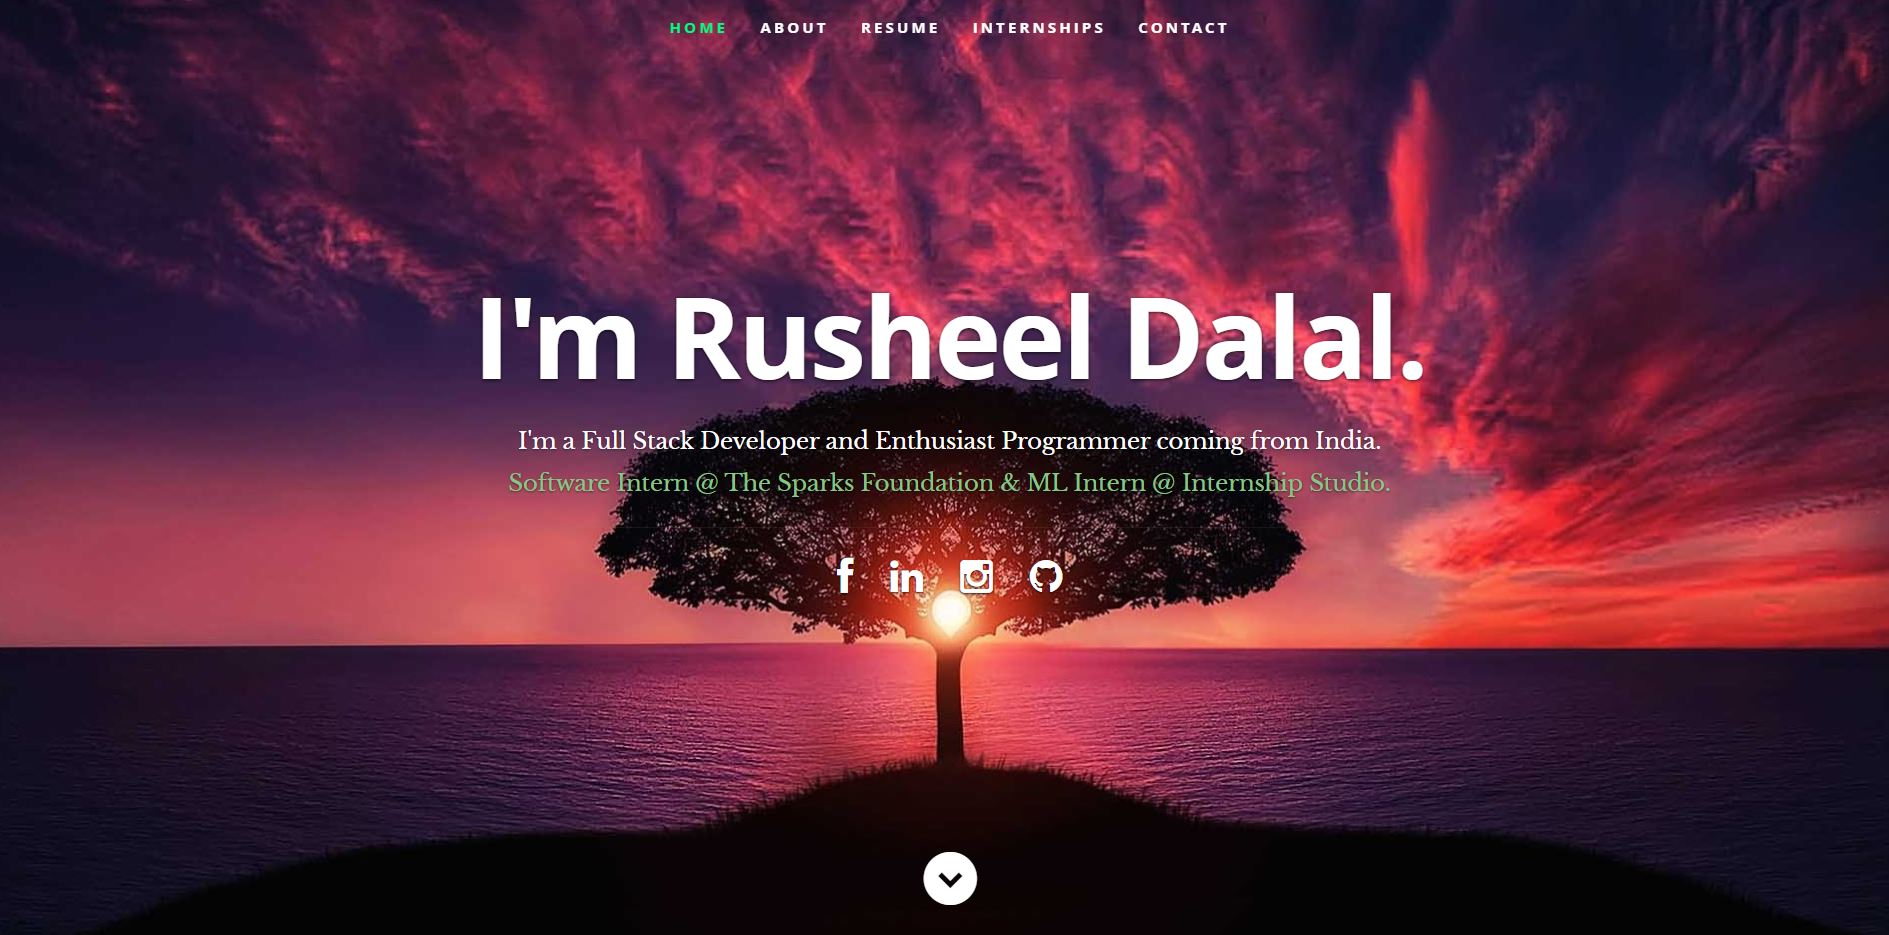 HOME ABOUT RESUME INTERNSHIPS CONTACT
I'm Rusheel Dalal.
I'm a Full Stack Developer and Enthusiast Programmer coming from India.
Software Intern @ The Sparks Foundation & ML Intern @ Internship Studio.